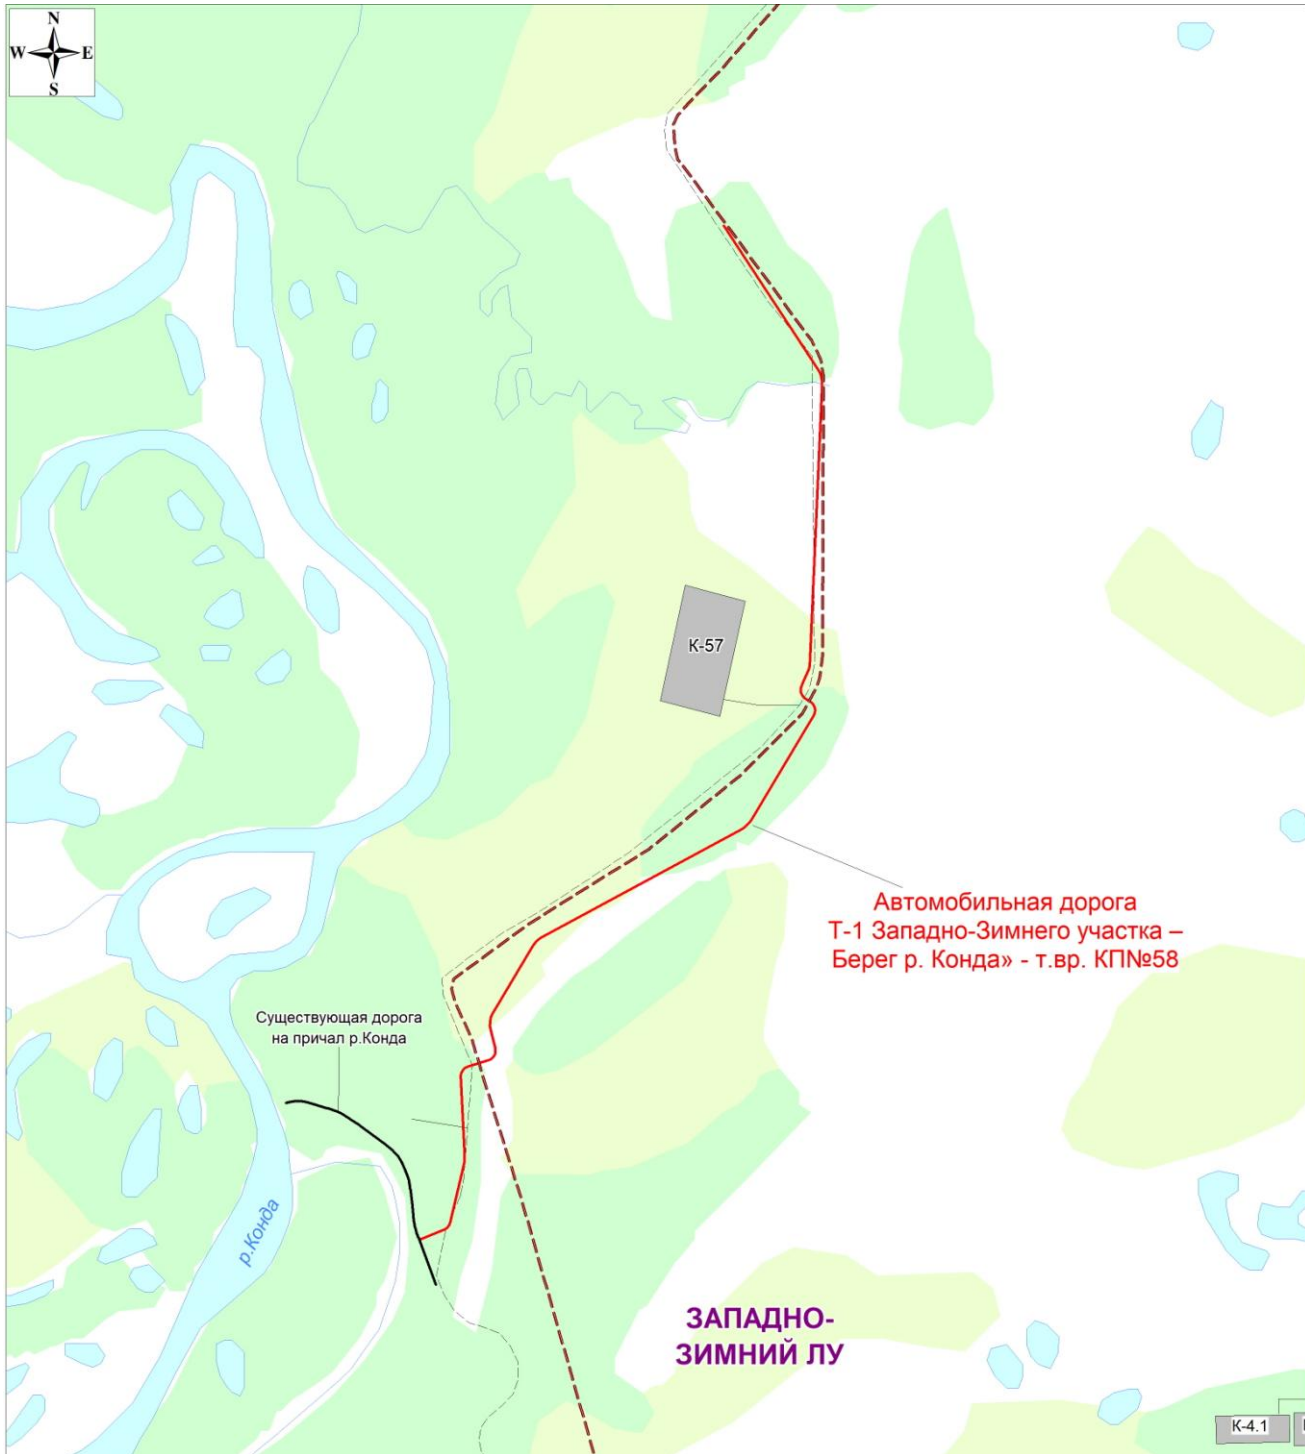 N
W E
S
К-57
Автомобильная дорога
Т-1 Западно-Зимнего участка –
Берег р. Конда» - т.вр. КП№58
Существующая дорога
на причал р.Конда
р.Конда
ЗАПАДНО-
ЗИМНИЙ ЛУ
К-4.1